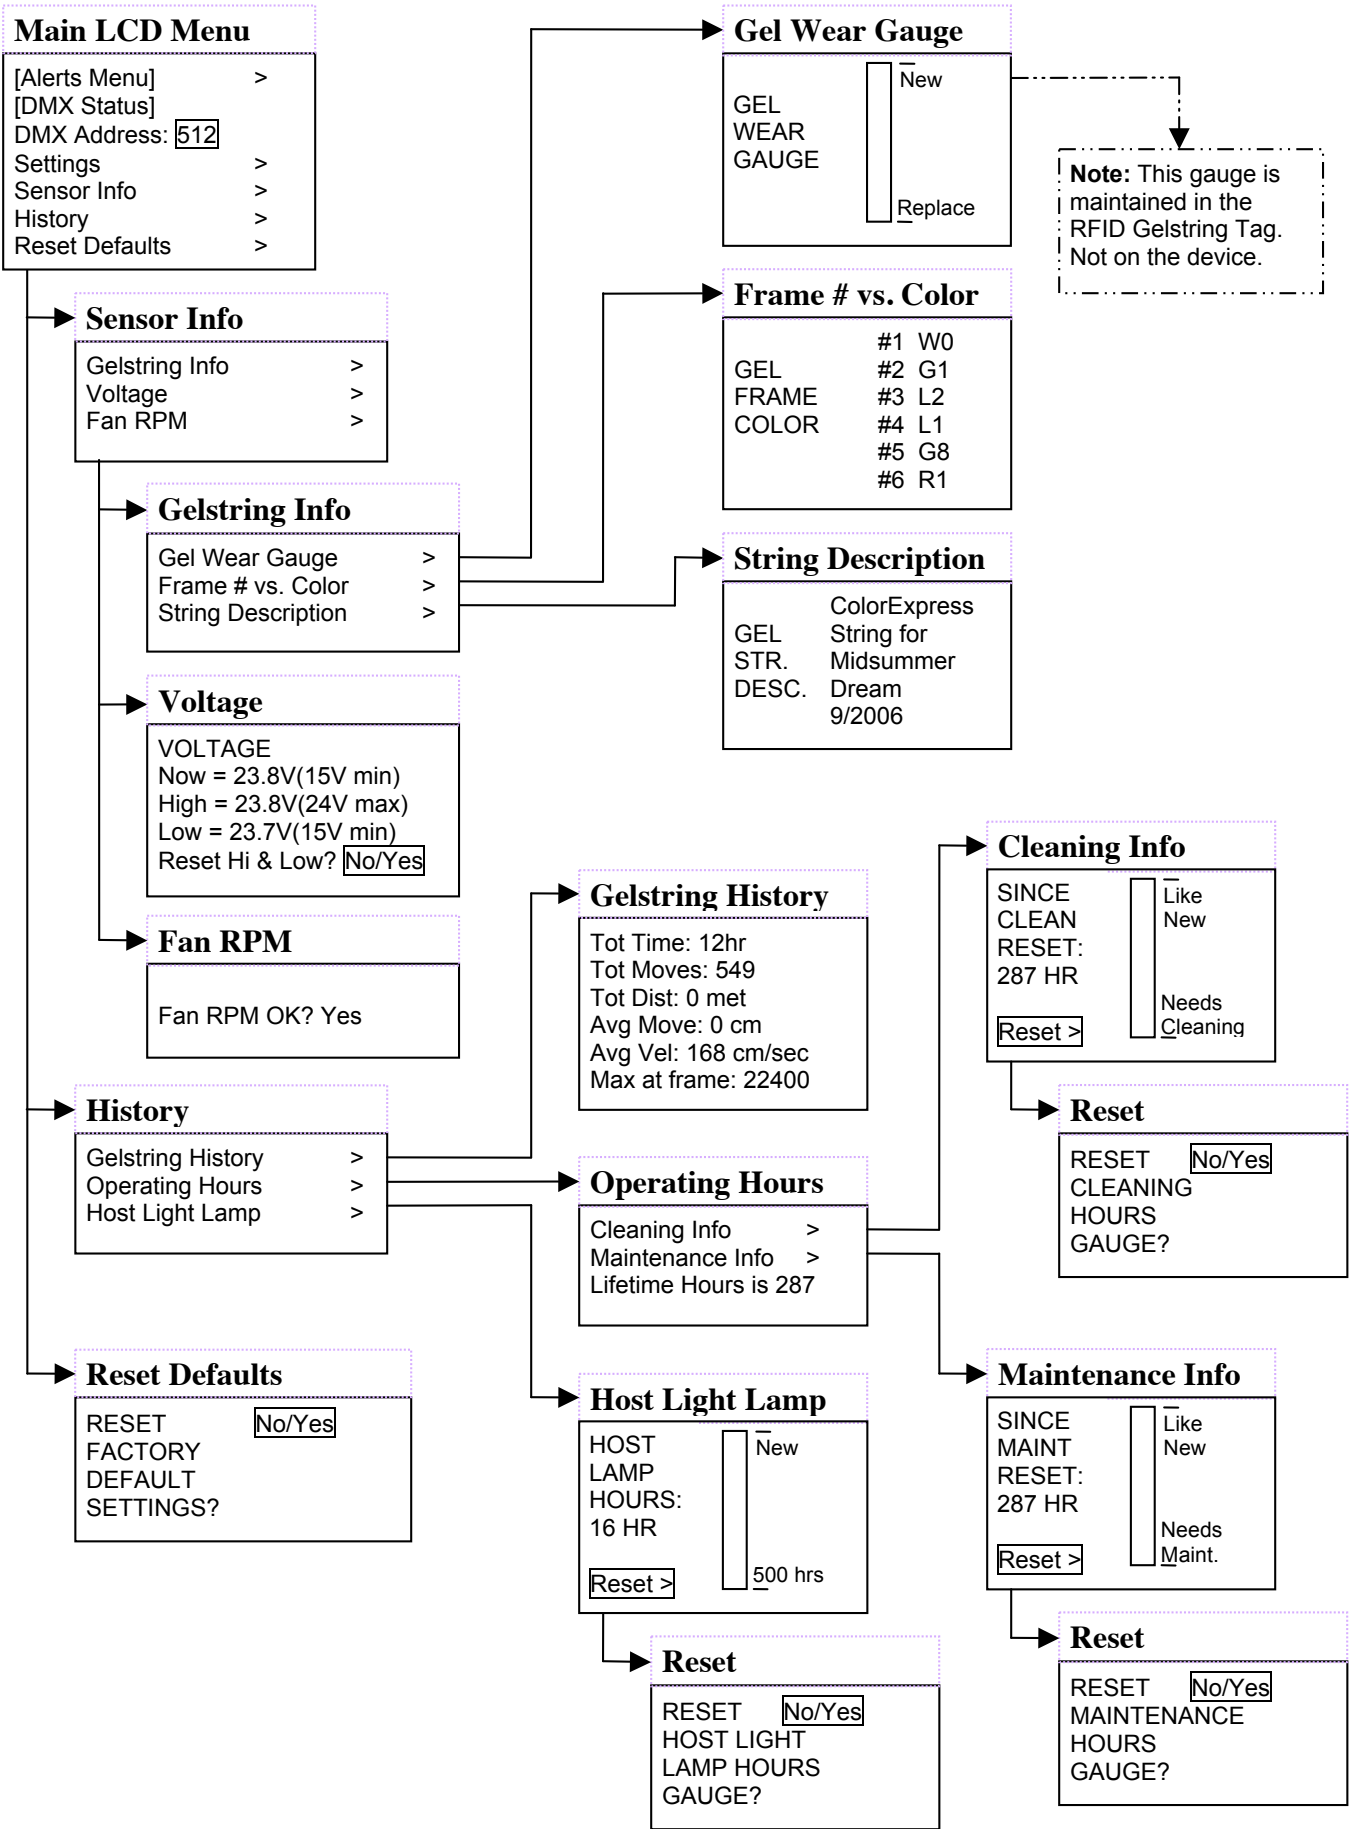 Main LCD Menu
[Alerts Menu] >
[DMX Status]
DMX Address: 512
Settings >
Sensor Info >
History >
Reset Defaults >
Gel Wear Gauge
New
GEL
WEAR
GAUGE
Replace
Note: This gauge is
maintained in the
RFID Gelstring Tag.
Not on the device.
Sensor Info
Gelstring Info >
Voltage >
Fan RPM >
Frame # vs. Color
#1 W0
GEL #2 G1
FRAME #3 L2
COLOR #4 L1
#5 G8
#6 R1
Gelstring Info
Gel Wear Gauge >
Frame # vs. Color >
String Description >
String Description
ColorExpress
GEL String for
STR. Midsummer
DESC. Dream
9/2006
Voltage
VOLTAGE
Now = 23.8V(15V min)
High = 23.8V(24V max)
Low = 23.7V(15V min)
Reset Hi & Low? No/Yes
Fan RPM
Fan RPM OK? Yes
Gelstring History
Tot Time: 12hr
Tot Moves: 549
Tot Dist: 0 met
Avg Move: 0 cm
Avg Vel: 168 cm/sec
Max at frame: 22400
Cleaning Info
SINCE
CLEAN
RESET:
287 HR
Reset >
Like
New
Needs
Cleaning
Reset
RESET No/Yes
CLEANING
HOURS
GAUGE?
History
Gelstring History >
Operating Hours >
Host Light Lamp >
Operating Hours
Cleaning Info >
Maintenance Info >
Lifetime Hours is 287
Reset Defaults
RESET No/Yes
FACTORY
DEFAULT
SETTINGS?
Host Light Lamp
HOST
LAMP
HOURS:
16 HR
Reset >
New
500 hrs
Reset
RESET No/Yes
HOST LIGHT
LAMP HOURS
GAUGE?
Maintenance Info
SINCE
MAINT
RESET:
287 HR
Reset >
Like
New
Needs
Maint.
Reset
RESET No/Yes
MAINTENANCE
HOURS
GAUGE?